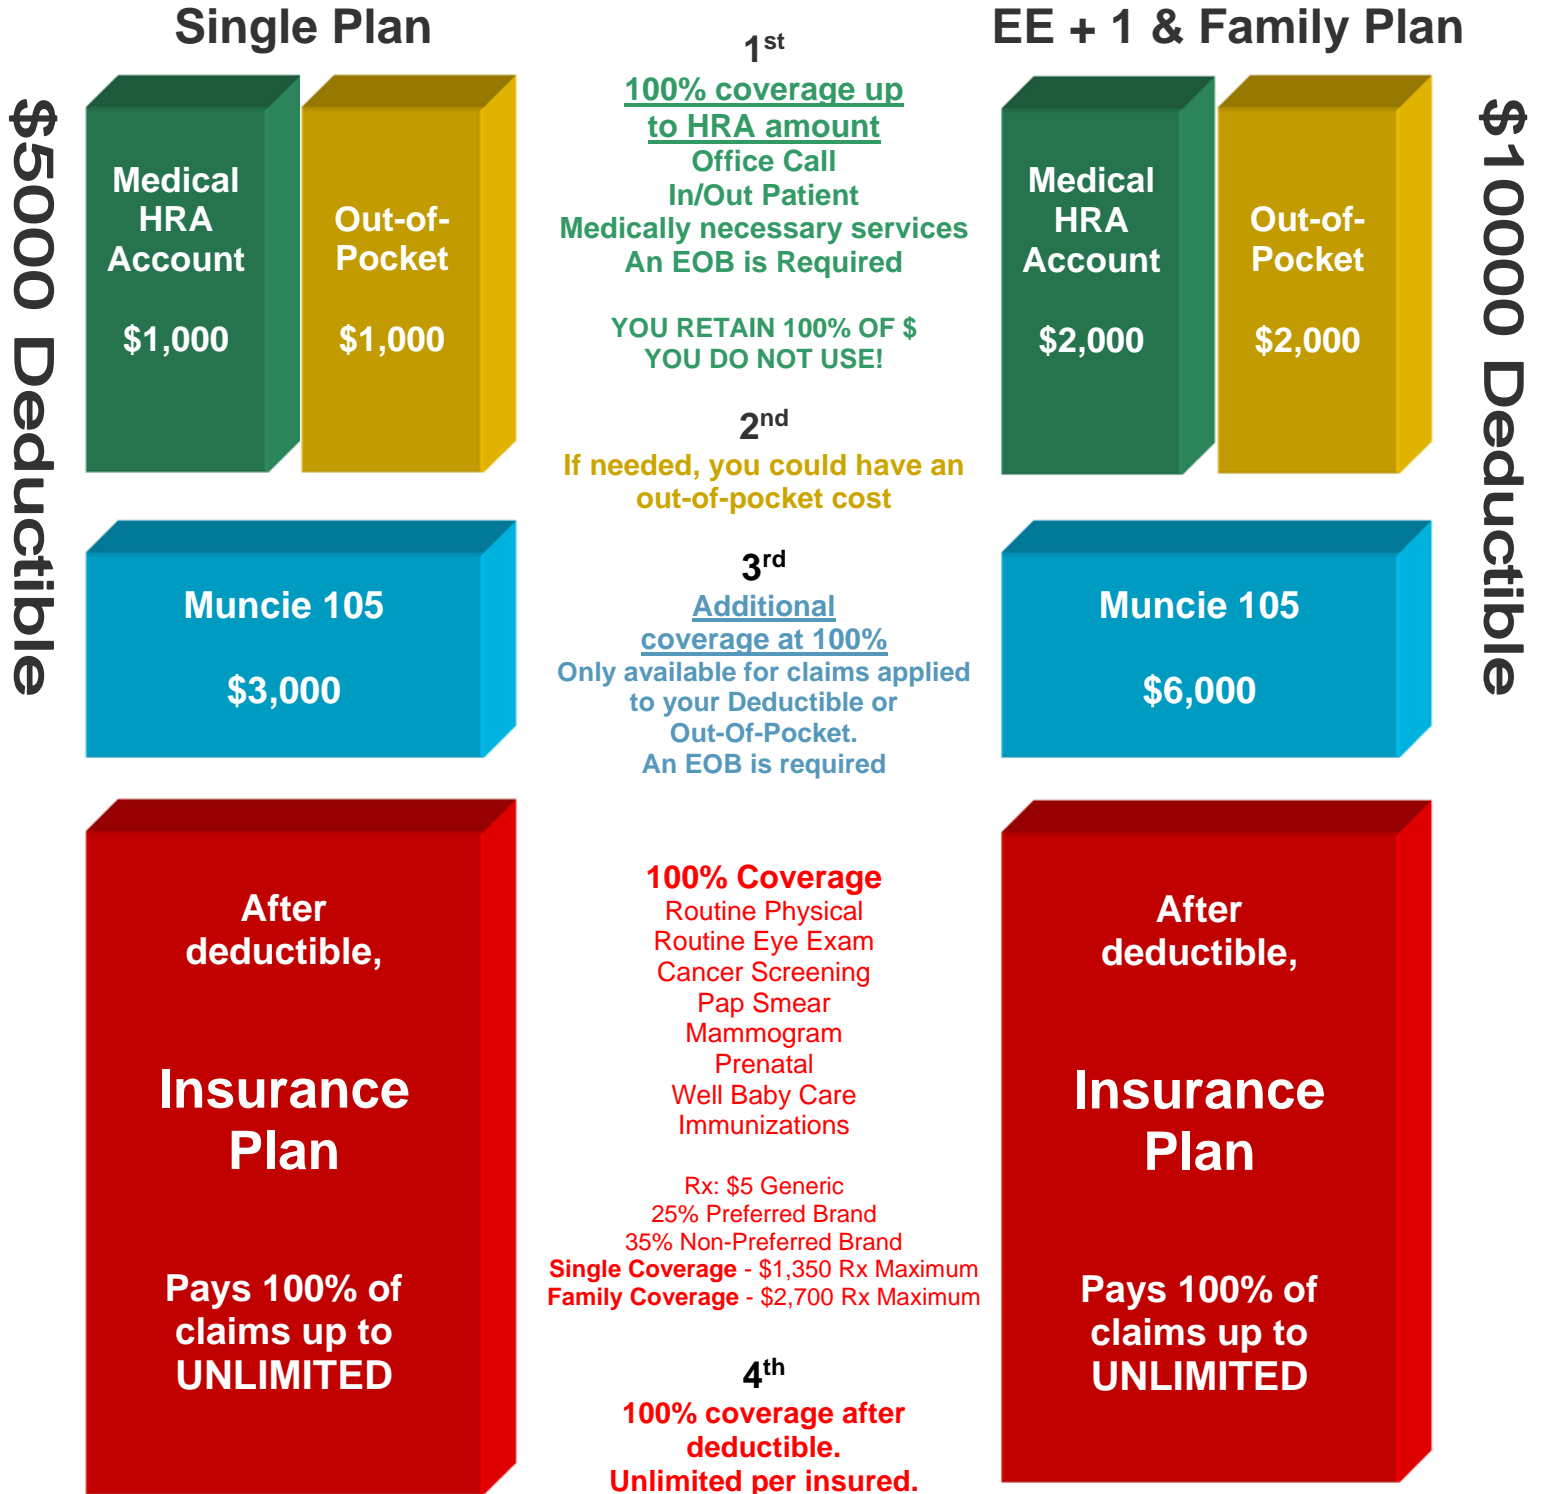 Single Plan
$5000 Deductible
Medical
HRA
Account
$1,000
Out-of-
Pocket
$1,000
Muncie 105
$3,000
After
deductible,
Insurance
Plan
Pays 100% of
claims up to
UNLIMITED
1st
100% coverage up
to HRA amount
Office Call
In/Out Patient
Medically necessary services
An EOB is Required
YOU RETAIN 100% OF $
YOU DO NOT USE!
2nd
If needed, you could have an
out-of-pocket cost
3rd
Additional
coverage at 100%
Only available for claims applied
to your Deductible or
Out-Of-Pocket.
An EOB is required
100% Coverage
Routine Physical
Routine Eye Exam
Cancer Screening
Pap Smear
Mammogram
Prenatal
Well Baby Care
Immunizations
Rx: $5 Generic
25% Preferred Brand
35% Non-Preferred Brand
Single Coverage - $1,350 Rx Maximum
Family Coverage - $2,700 Rx Maximum
4th
100% coverage after
deductible.
Unlimited per insured.
EE + 1 & Family Plan
Medical
HRA
Account
$2,000
Out-of-
Pocket
$2,000
Muncie 105
$6,000
After
deductible,
Insurance
Plan
Pays 100% of
claims up to
UNLIMITED
$10000 Deductible